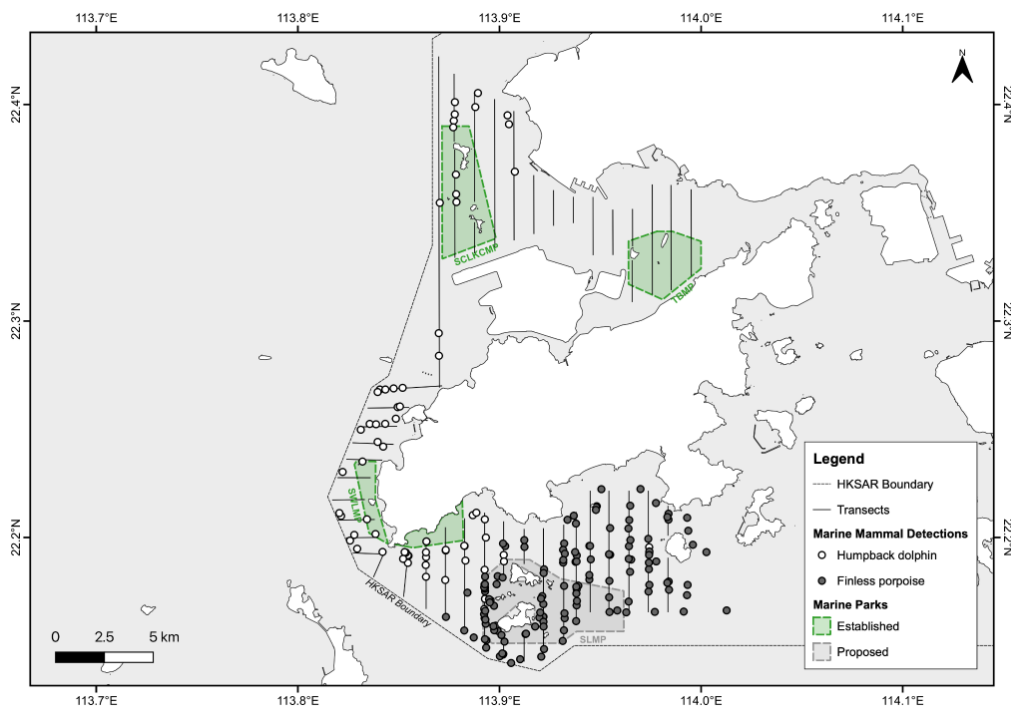 113.7°E 113.8°E 113.9°E 114.0°E 114.1°E
N
22.4°N 22.4°N
SCLKCMP
TBMP
22.3°N 22.3°N
SWLMP
22.2°N 22.2°N
HKSAR Boundary
SLMP
0 2.5 5 km
Legend
HKSAR Boundary
Transects
Marine Mammal Detections
Humpback dolphin
Finless porpoise
Marine Parks
Established
Proposed
113.7°E 113.8°E 113.9°E 114.0°E 114.1°E